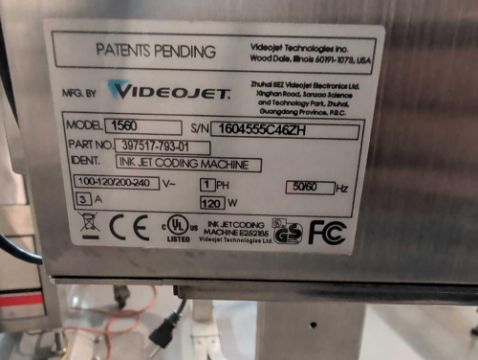 PATENTS PENDING
Videojet Technologies Inc.
Wood Dale, Illinois 60191-1073, USA
MFG. BY VIDEOJET.
Zhuhai SEZ Videojet Electronics Ltd.
Xinghan Road, Sanzao Science
and Technology Park, Zhuhai,
Guangdong Province, P.R.C.
MODEL 1560 S/N 1604555C46ZH
PART NO. 397517-793-01
IDENT. INK JET CODING MACHINE
100-120/200-240 V~ 1 PH 50/60 Hz
3 A 120 W
CE c UL us LISTED
INK JET CODING
MACHINE E252185
Videojet Technologies Ltd.
GS FC